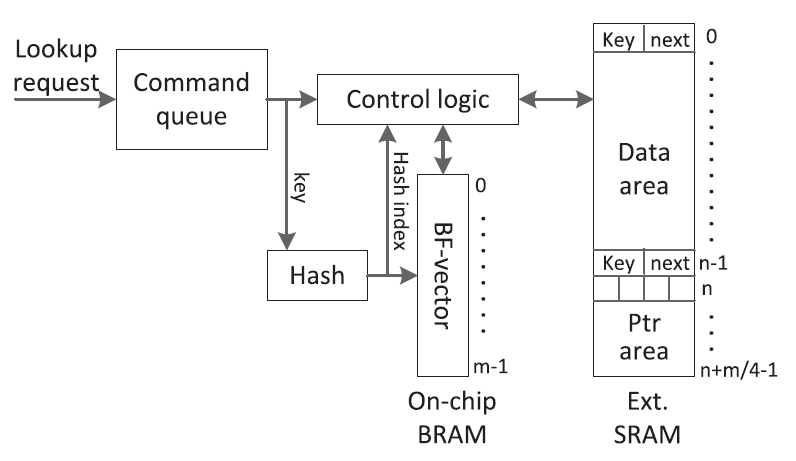 Lookup
request
Command
queue
Control logic
key
Hash index
Hash
BF-vector
0
m-1
On-chip
BRAM
Key next 0
Data
area
Key next n-1
n
Ptr
area
n+m/4-1
Ext.
SRAM